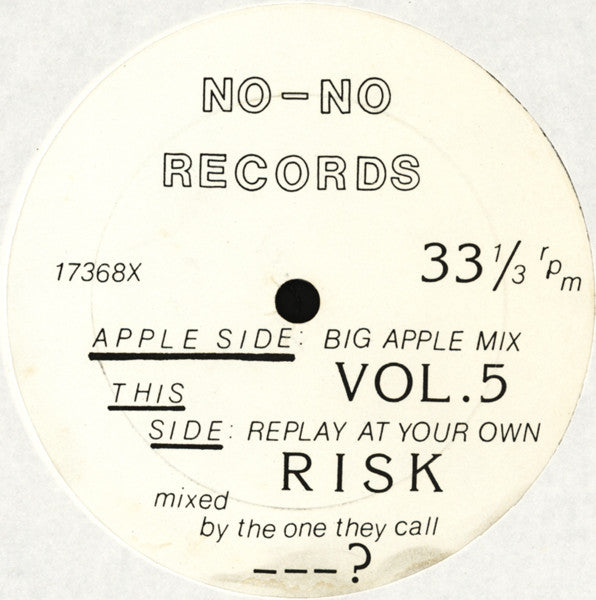 NO-NO
RECORDS
17368X
33 1/3 rpm
APPLE SIDE: BIG APPLE MIX
VOL.5
THIS
SIDE: REPLAY AT YOUR OWN
RISK
mixed
by the one they call
---?